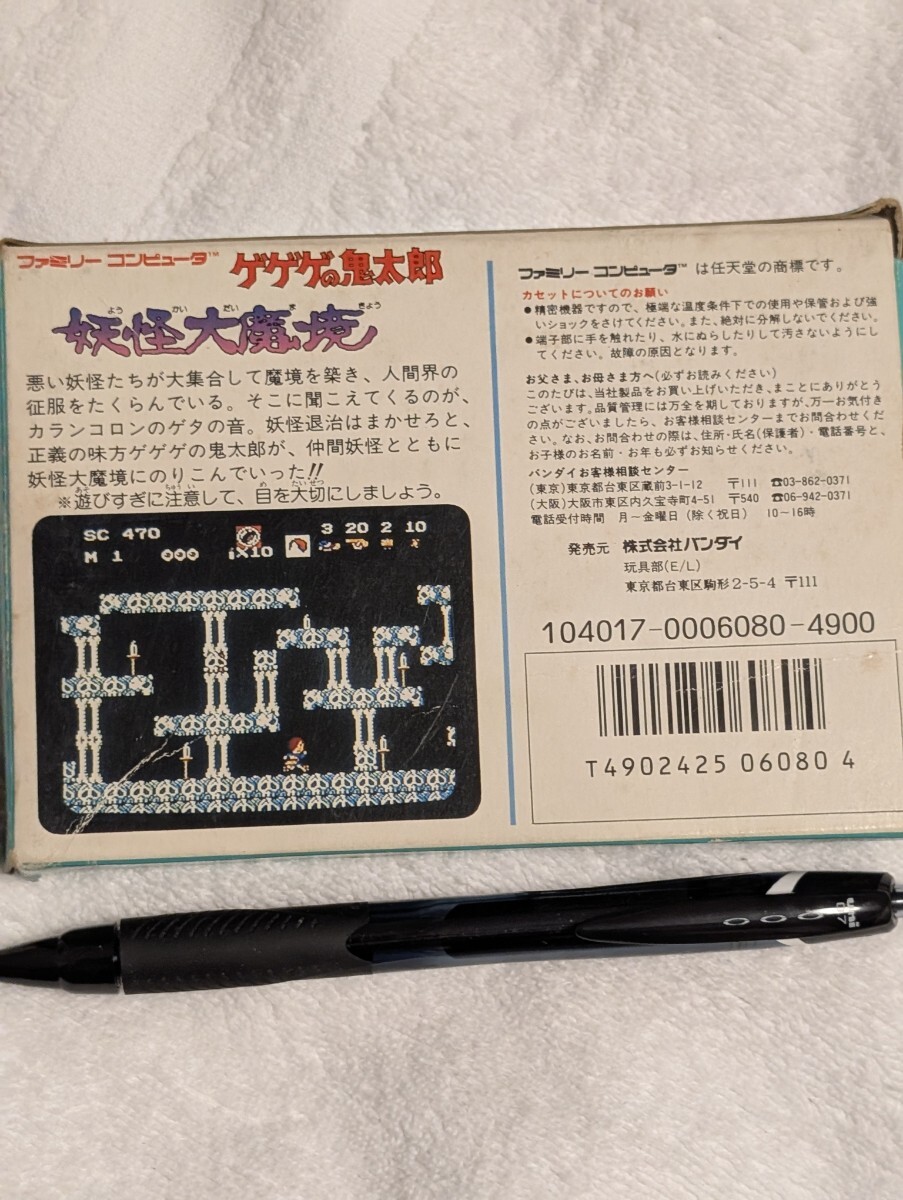 ファミリー コンピュータ™ ゲゲゲの鬼太郎
よう かい だい ま きょう
妖怪大魔境
悪い妖怪たちが大集合して魔境を築き、人間界の
征服をたくらんでいる。そこに聞こえてくるのが、
カランコロンのゲタの音。妖怪退治はまかせろと、
正義の味方ゲゲゲの鬼太郎が、仲間妖怪とともに
妖怪大魔境にのりこんでいった!!
※遊びすぎに注意して、目を大切にしましょう。
SC 470
M 1
3 20 2 10
ファミリー コンピュータ™ は任天堂の商標です。
カセットについてのお願い
●精密機器ですので、極端な温度条件下での使用や保管および強
いショックをさけてください。また、絶対に分解しないでください。
●端子部に手を触れたり、水にぬらしたりして汚さないようにし
てください。故障の原因となります。
お父さま、お母さま方へ(必ずお読みください)
このたびは、当社製品をお買い上げいただき、まことにありがとう
ございます。品質管理には万全を期しておりますが、万一お気付き
の点がございましたら、お客様相談センターまでお問合わせくだ
さい。なお、お問合わせの際は、住所・氏名(保護者)・電話番号と、
お子様のお名前・お年も必ずお知らせください。
バンダイお客様相談センター
(東京)東京都台東区蔵前3-1-12 〒111 ☎03-862-0371
(大阪)大阪市東区内久宝寺町4-51 〒540 ☎06-942-0371
電話受付時間 月〜金曜日(除く祝日) 10〜16時
発売元 株式会社バンダイ
玩具部(E/L)
東京都台東区駒形2-5-4 〒111
104017-0006080-4900
T4902425 06080 4
uni
0.7